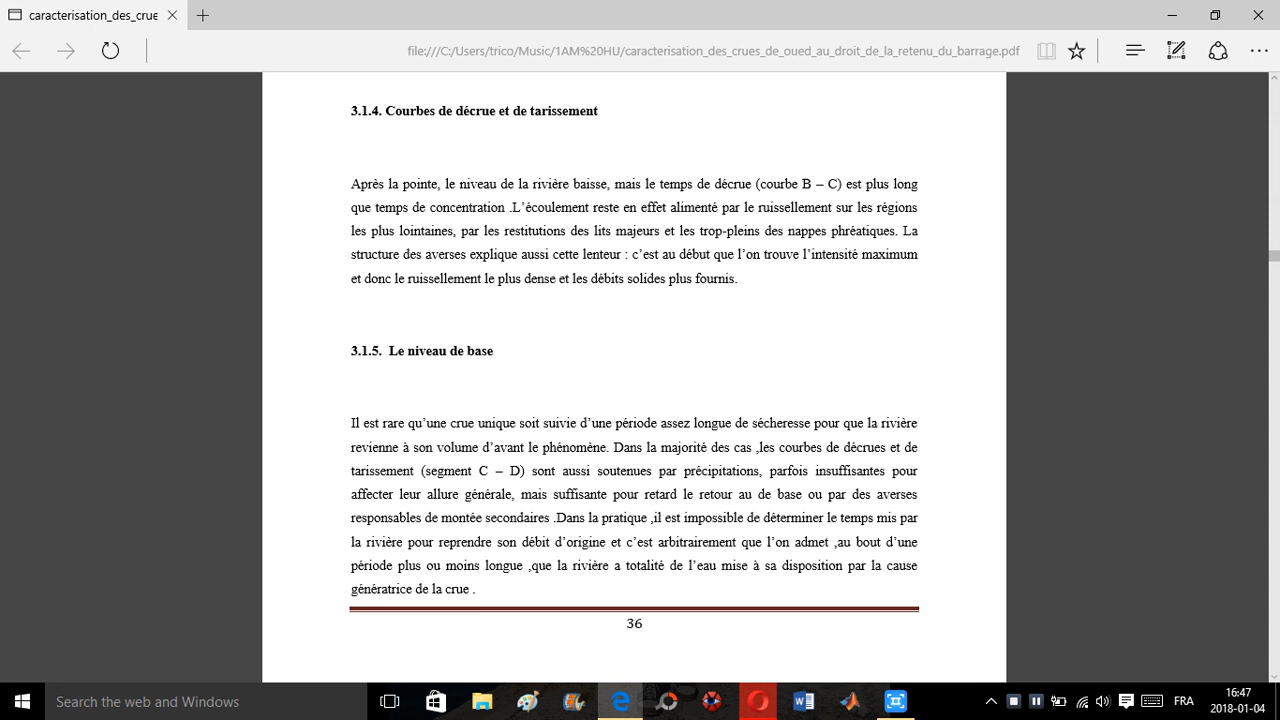 caracterisation_des_crue
file:///C:/Users/trico/Music/1AM%20HU/caracterisation_des_crues_de_oued_au_droit_de_la_retenu_du_barrage.pdf
3.1.4. Courbes de décrue et de tarissement
Après la pointe, le niveau de la rivière baisse, mais le temps de décrue (courbe B – C) est plus long
que temps de concentration .L’écoulement reste en effet alimenté par le ruissellement sur les régions
les plus lointaines, par les restitutions des lits majeurs et les trop-pleins des nappes phréatiques. La
structure des averses explique aussi cette lenteur : c’est au début que l’on trouve l’intensité maximum
et donc le ruissellement le plus dense et les débits solides plus fournis.
3.1.5. Le niveau de base
Il est rare qu’une crue unique soit suivie d’une période assez longue de sécheresse pour que la rivière
revienne à son volume d’avant le phénomène. Dans la majorité des cas ,les courbes de décrues et de
tarissement (segment C – D) sont aussi soutenues par précipitations, parfois insuffisantes pour
affecter leur allure générale, mais suffisante pour retard le retour au de base ou par des averses
responsables de montée secondaires .Dans la pratique ,il est impossible de déterminer le temps mis par
la rivière pour reprendre son débit d’origine et c’est arbitrairement que l’on admet ,au bout d’une
période plus ou moins longue ,que la rivière a totalité de l’eau mise à sa disposition par la cause
génératrice de la crue .
36
Search the web and Windows
FRA
16:47
2018-01-04